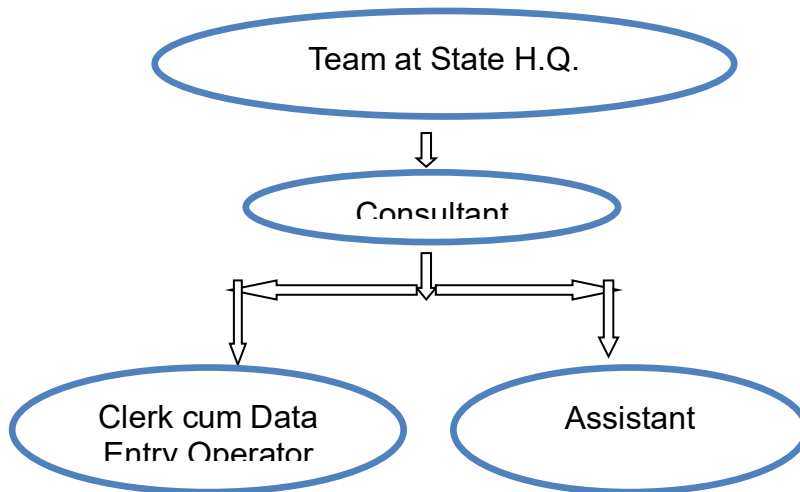 Team at State H.Q.
Consultant
Clerk cum Data
Entry Operator
Assistant